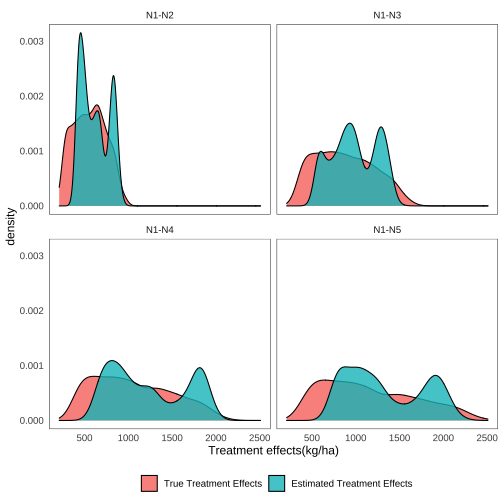 N1-N2 N1-N3
0.003
0.002
0.001
0.000
density
N1-N4 N1-N5
0.003
0.002
0.001
0.000
500 1000 1500 2000 2500 500 1000 1500 2000 2500
Treatment effects(kg/ha)
True Treatment Effects Estimated Treatment Effects